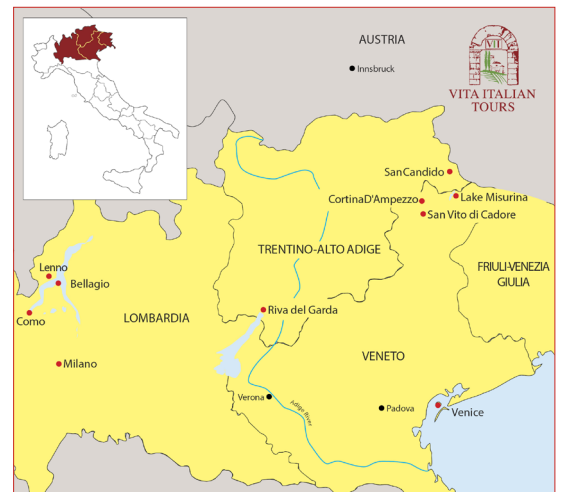 AUSTRIA
Innsbruck
VIT
VITA ITALIAN
TOURS
San Candido
CortinaD'Ampezzo
Lake Misurina
San Vito di Cadore
TRENTINO-ALTO ADIGE
FRIULI-VENEZIA
GIULIA
Lenno
Bellagio
Como
LOMBARDIA
Riva del Garda
Milano
VENETO
Verona
Adige River
Padova
Venice